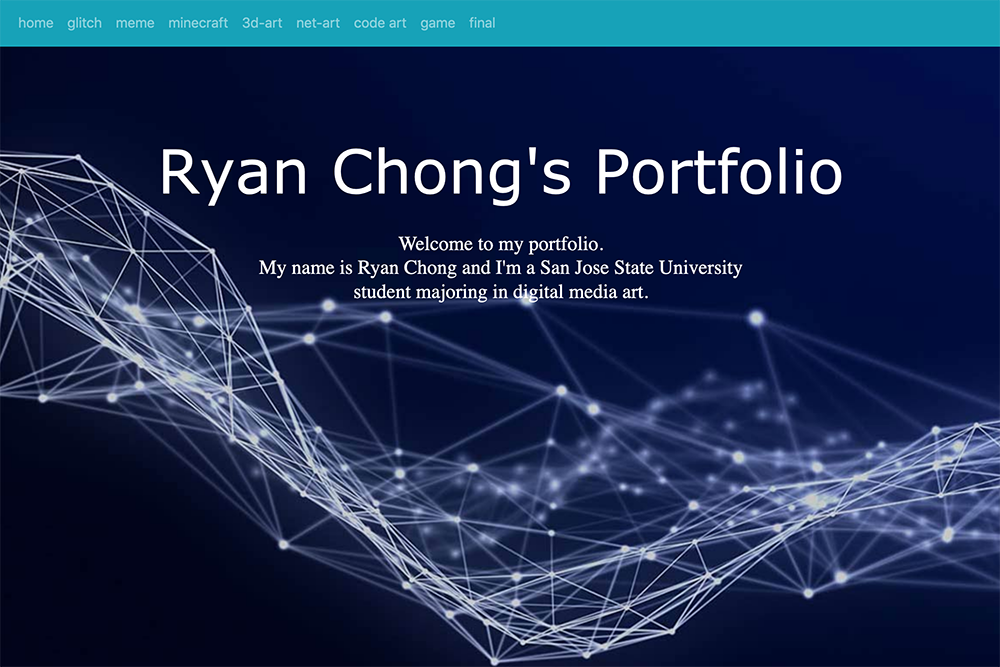 home glitch meme minecraft 3d-art net-art code art game final
Ryan Chong's Portfolio
Welcome to my portfolio.
My name is Ryan Chong and I'm a San Jose State University
student majoring in digital media art.